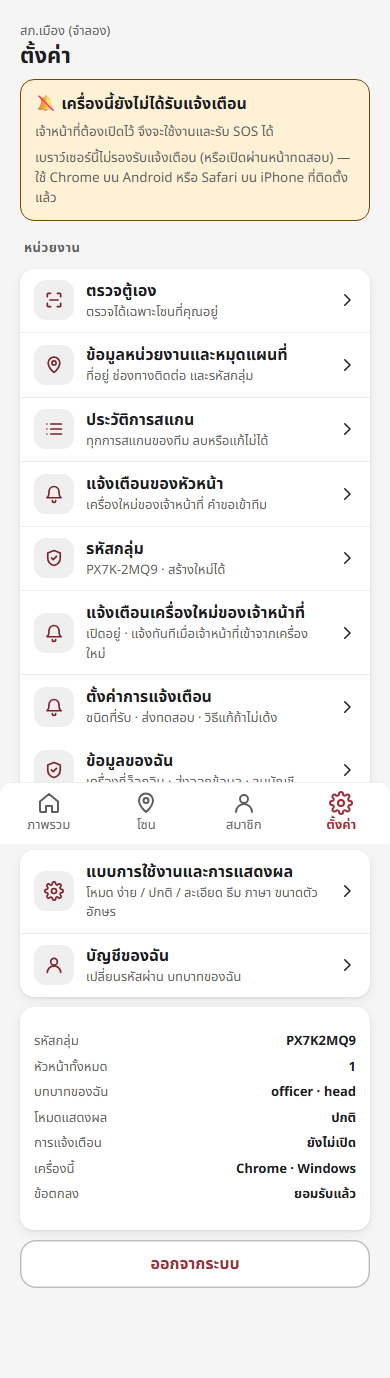 สภ.เมือง (จำลอง)
ตั้งค่า
เครื่องนี้ยังไม่ได้รับแจ้งเตือน
เจ้าหน้าที่ต้องเปิดไว้ จึงจะใช้งานและรับ SOS ได้
เบราว์เซอร์นี้ไม่รองรับแจ้งเตือน (หรือเปิดผ่านหน้าทดสอบ) —
ใช้ Chrome บน Android หรือ Safari บน iPhone ที่ติดตั้ง
แล้ว
หน่วยงาน
ตรวจตู้เอง
ตรวจได้เฉพาะโซนที่คุณอยู่
ข้อมูลหน่วยงานและหมุดแผนที่
ที่อยู่ ช่องทางติดต่อ และรหัสกลุ่ม
ประวัติการสแกน
ทุกการสแกนของทีม ลบหรือแก้ไม่ได้
แจ้งเตือนของหัวหน้า
เครื่องใหม่ของเจ้าหน้าที่ คำขอเข้าทีม
รหัสกลุ่ม
PX7K-2MQ9 · สร้างใหม่ได้
แจ้งเตือนเครื่องใหม่ของเจ้าหน้าที่
เปิดอยู่ · แจ้งทันทีเมื่อเจ้าหน้าที่เข้าจากเครื่อง
ใหม่
ตั้งค่าการแจ้งเตือน
ชนิดที่รับ · ส่งทดสอบ · วิธีแก้ถ้าไม่เด้ง
ข้อมูลของฉัน
ภาพรวม
โซน
สมาชิก
ตั้งค่า
แบบการใช้งานและการแสดงผล
โหมด ง่าย / ปกติ / ละเอียด ธีม ภาษา ขนาดตัว
อักษร
บัญชีของฉัน
เปลี่ยนรหัสผ่าน บทบาทของฉัน
รหัสกลุ่ม PX7K2MQ9
หัวหน้าทั้งหมด 1
บทบาทของฉัน officer · head
โหมดแสดงผล ปกติ
การแจ้งเตือน ยังไม่เปิด
เครื่องนี้ Chrome · Windows
ข้อตกลง ยอมรับแล้ว
ออกจากระบบ